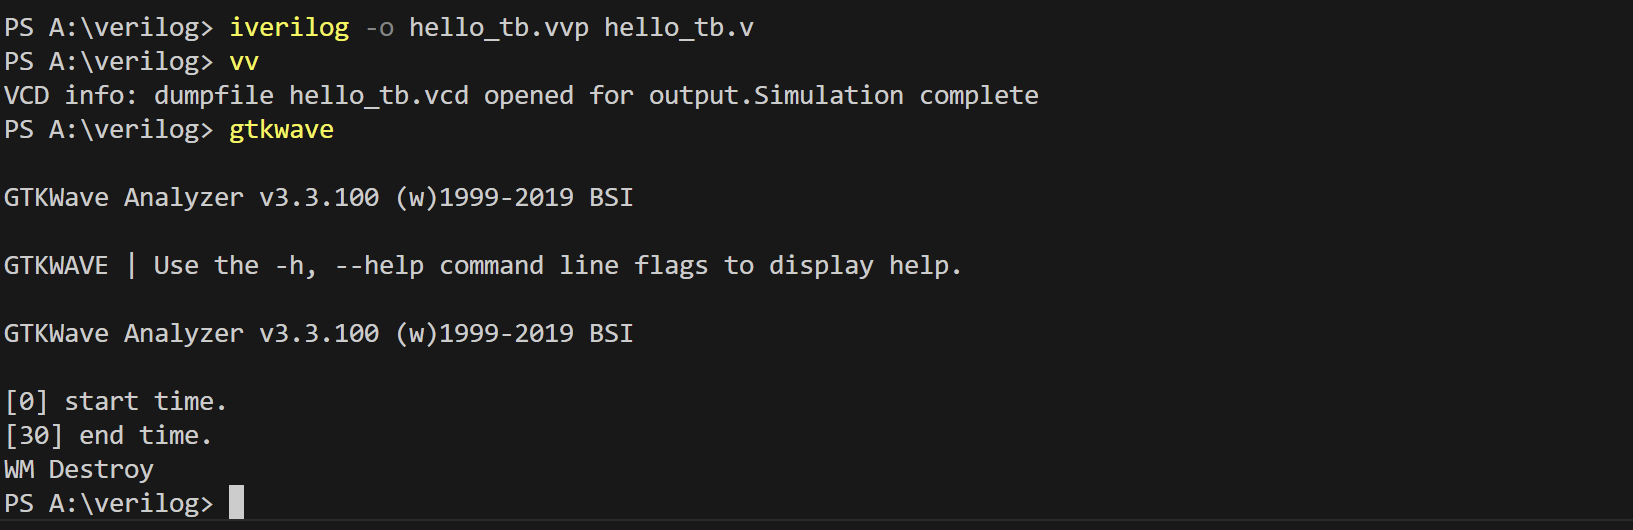 PS A:\verilog> iverilog -o hello_tb.vvp hello_tb.v
PS A:\verilog> vv
VCD info: dumpfile hello_tb.vcd opened for output.Simulation complete
PS A:\verilog> gtkwave
GTKWave Analyzer v3.3.100 (w)1999-2019 BSI
GTKWAVE | Use the -h, --help command line flags to display help.
GTKWave Analyzer v3.3.100 (w)1999-2019 BSI
[0] start time.
[30] end time.
WM Destroy
PS A:\verilog>